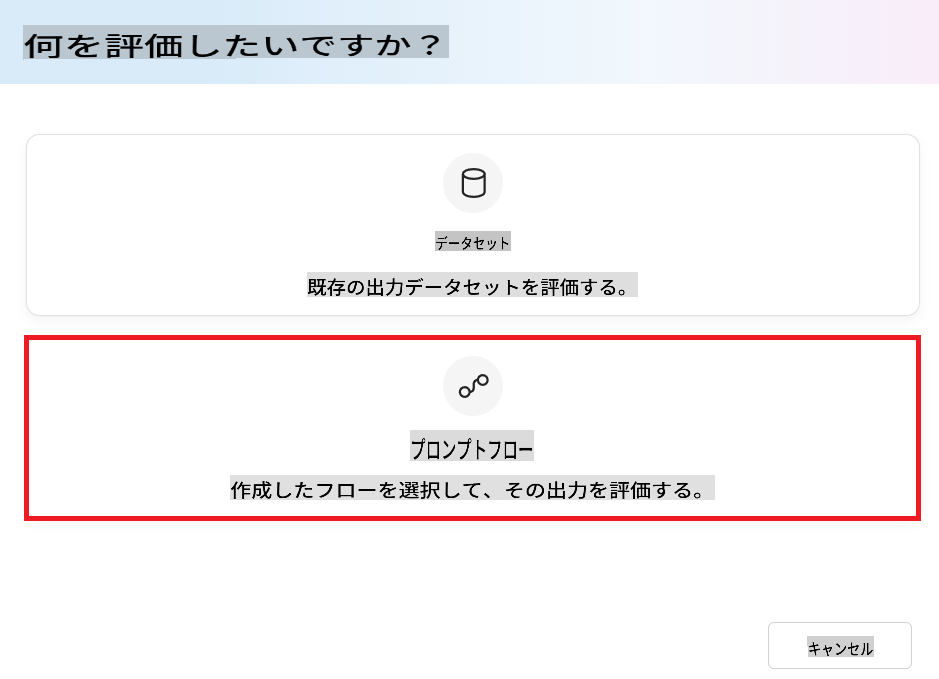 何を評価したいですか？
データセット
既存の出力データセットを評価する。
プロンプトフロー
作成したフローを選択して、その出力を評価する。
キャンセル